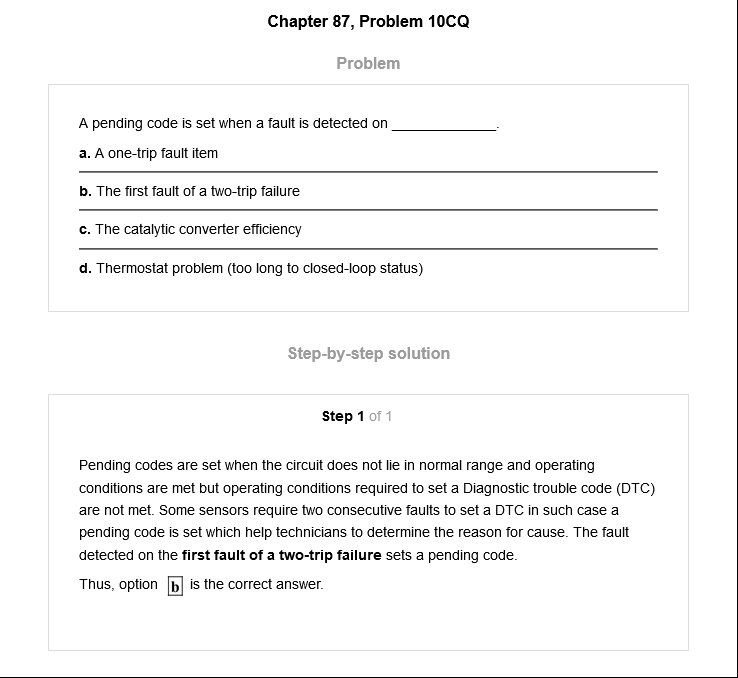 Chapter 87, Problem 10CQ
Problem
A pending code is set when a fault is detected on _____________.
a. A one-trip fault item
b. The first fault of a two-trip failure
c. The catalytic converter efficiency
d. Thermostat problem (too long to closed-loop status)
Step-by-step solution
Step 1 of 1
Pending codes are set when the circuit does not lie in normal range and operating
conditions are met but operating conditions required to set a Diagnostic trouble code (DTC)
are not met. Some sensors require two consecutive faults to set a DTC in such case a
pending code is set which help technicians to determine the reason for cause. The fault
detected on the first fault of a two-trip failure sets a pending code.
Thus, option b is the correct answer.